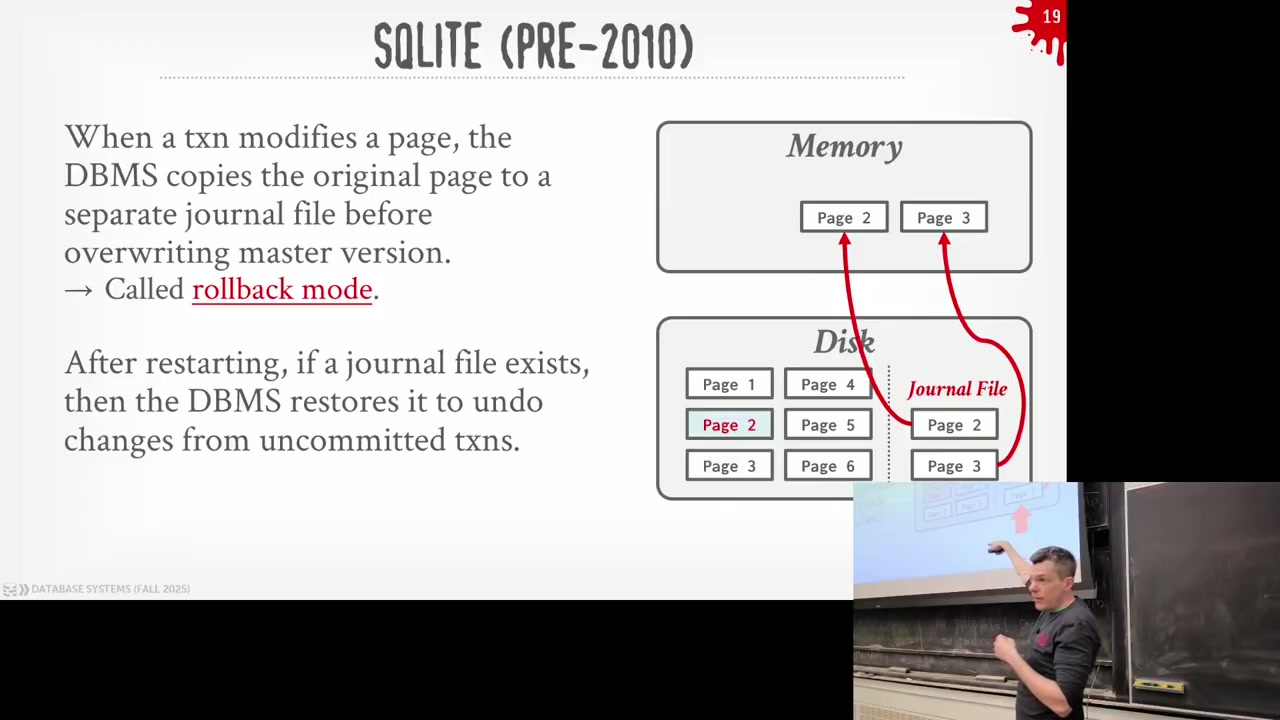 19
SQLITE (PRE-2010)
When a txn modifies a page, the
DBMS copies the original page to a
separate journal file before
overwriting master version.
→ Called rollback mode.
After restarting, if a journal file exists,
then the DBMS restores it to undo
changes from uncommitted txns.
Memory
Page 2 Page 3
Disk
Journal File
Page 1 Page 4
Page 2 Page 5 Page 2
Page 3 Page 6 Page 3
DATABASE SYSTEMS (FALL 2025)